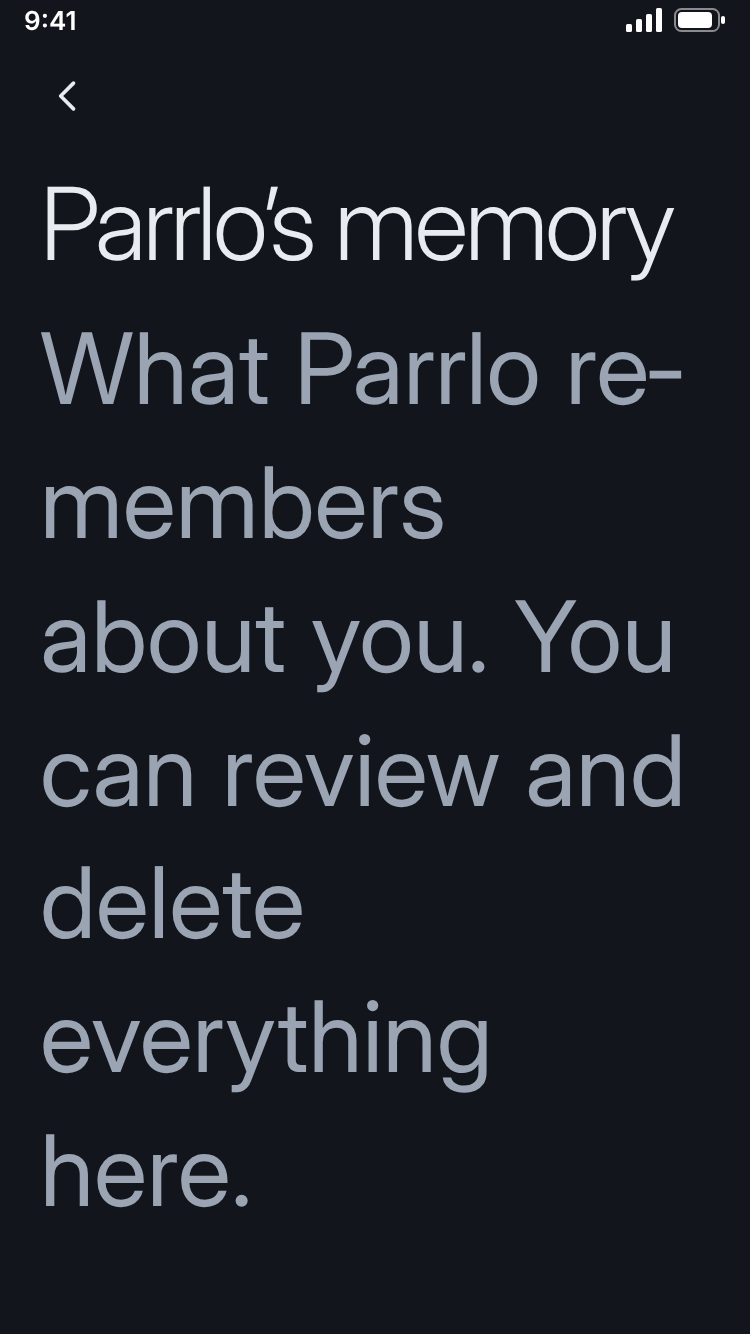 9:41
Parrlo’s memory
What Parrlo re-
members
about you. You
can review and
delete
everything
here.